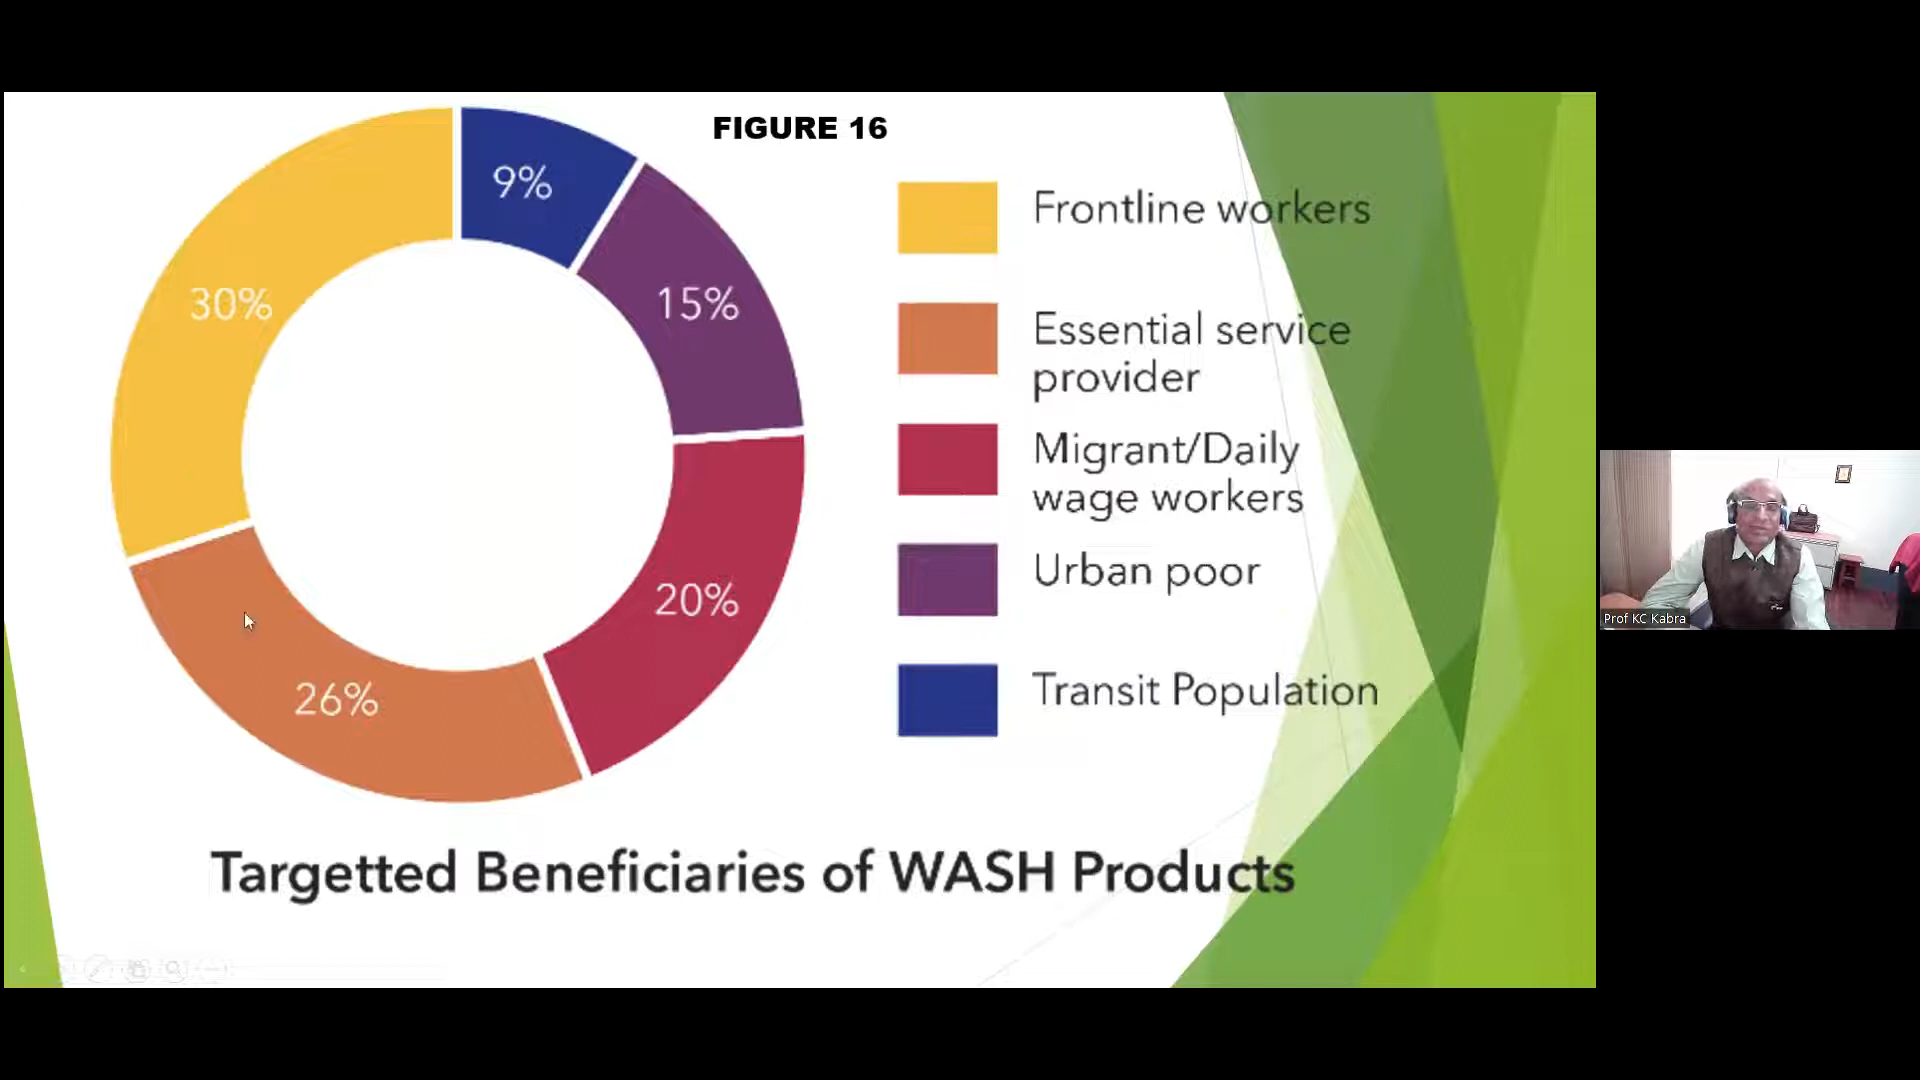 FIGURE 16
9%
15%
30%
20%
26%
Frontline workers
Essential service
provider
Migrant/Daily
wage workers
Urban poor
Transit Population
Targetted Beneficiaries of WASH Products
Prof KC Kabra